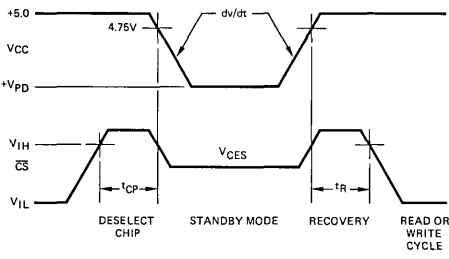 +5.0
dv/dt
4.75V
VCC
+VPD
VIH
CS
VCES
tCP
tR
VIL
DESELECT CHIP
STANDBY MODE
RECOVERY
READ OR WRITE CYCLE